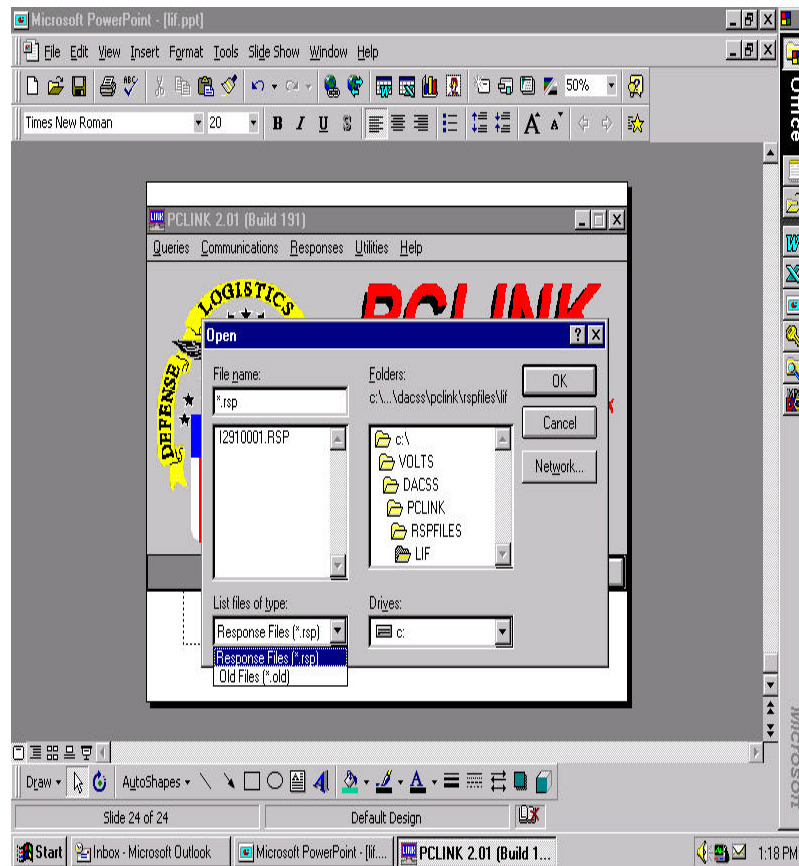 Microsoft PowerPoint - [lif.ppt]
File Edit View Insert Format Tools Slide Show Window Help
ABC
50%
Times New Roman
20
B I U S
A A
Office
PCLINK 2.01 (Build 191)
Queries Communications Responses Utilities Help
DEFENSE LOGISTICS
PCLINK
Open
File name:
*.rsp
I2910001.RSP
Folders:
c:\...\dacss\pclink\rspfiles\lif
c:\
VOLTS
DACSS
PCLINK
RSPFILES
LIF
OK
Cancel
Network...
List files of type:
Response Files (*.rsp)
Response Files (*.rsp)
Old Files (*.old)
Drives:
c:
Microsoft
Draw AutoShapes
Slide 24 of 24
Default Design
Start
Inbox - Microsoft Outlook
Microsoft PowerPoint - [lif....
PCLINK 2.01 (Build 1...
1:18 PM